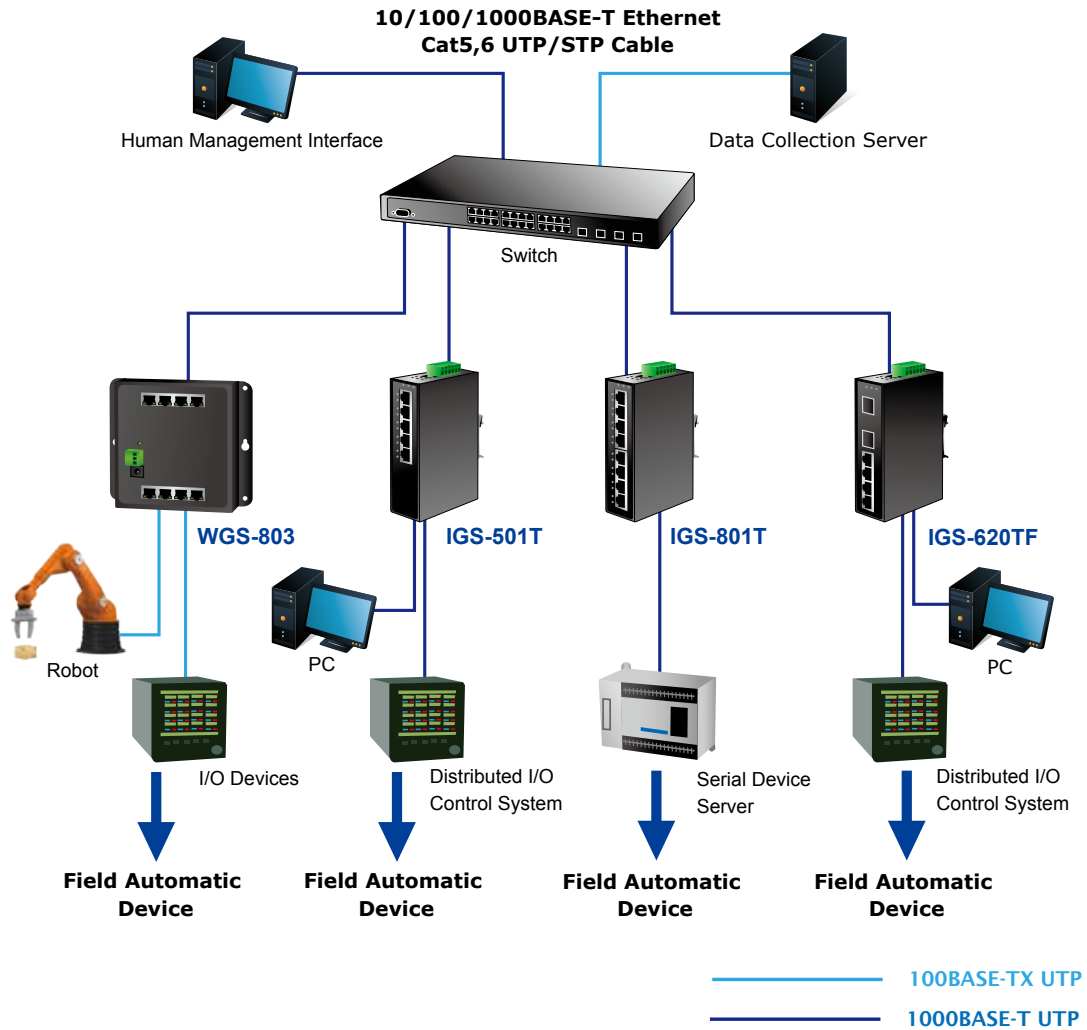 10/100/1000BASE-T Ethernet
Cat5,6 UTP/STP Cable
Human Management Interface
Data Collection Server
Switch
WGS-803
IGS-501T
IGS-801T
IGS-620TF
Robot
PC
PC
I/O Devices
Distributed I/O
Control System
Serial Device
Server
Distributed I/O
Control System
Field Automatic
Device
Field Automatic
Device
Field Automatic
Device
Field Automatic
Device
100BASE-TX UTP
1000BASE-T UTP